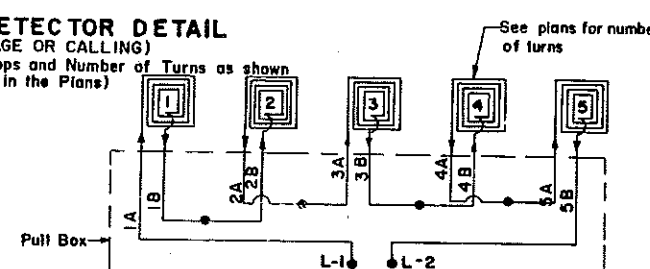 ETECTOR DETAIL
AGE OR CALLING)
ops and Number of Turns as shown
in the Plans)
See plans for numbe
of turns
1 2 3 4 5
1A 1B 2A 2B 3A 3B 4A 4B 5A 5B
Pull Box
L-1 L-2